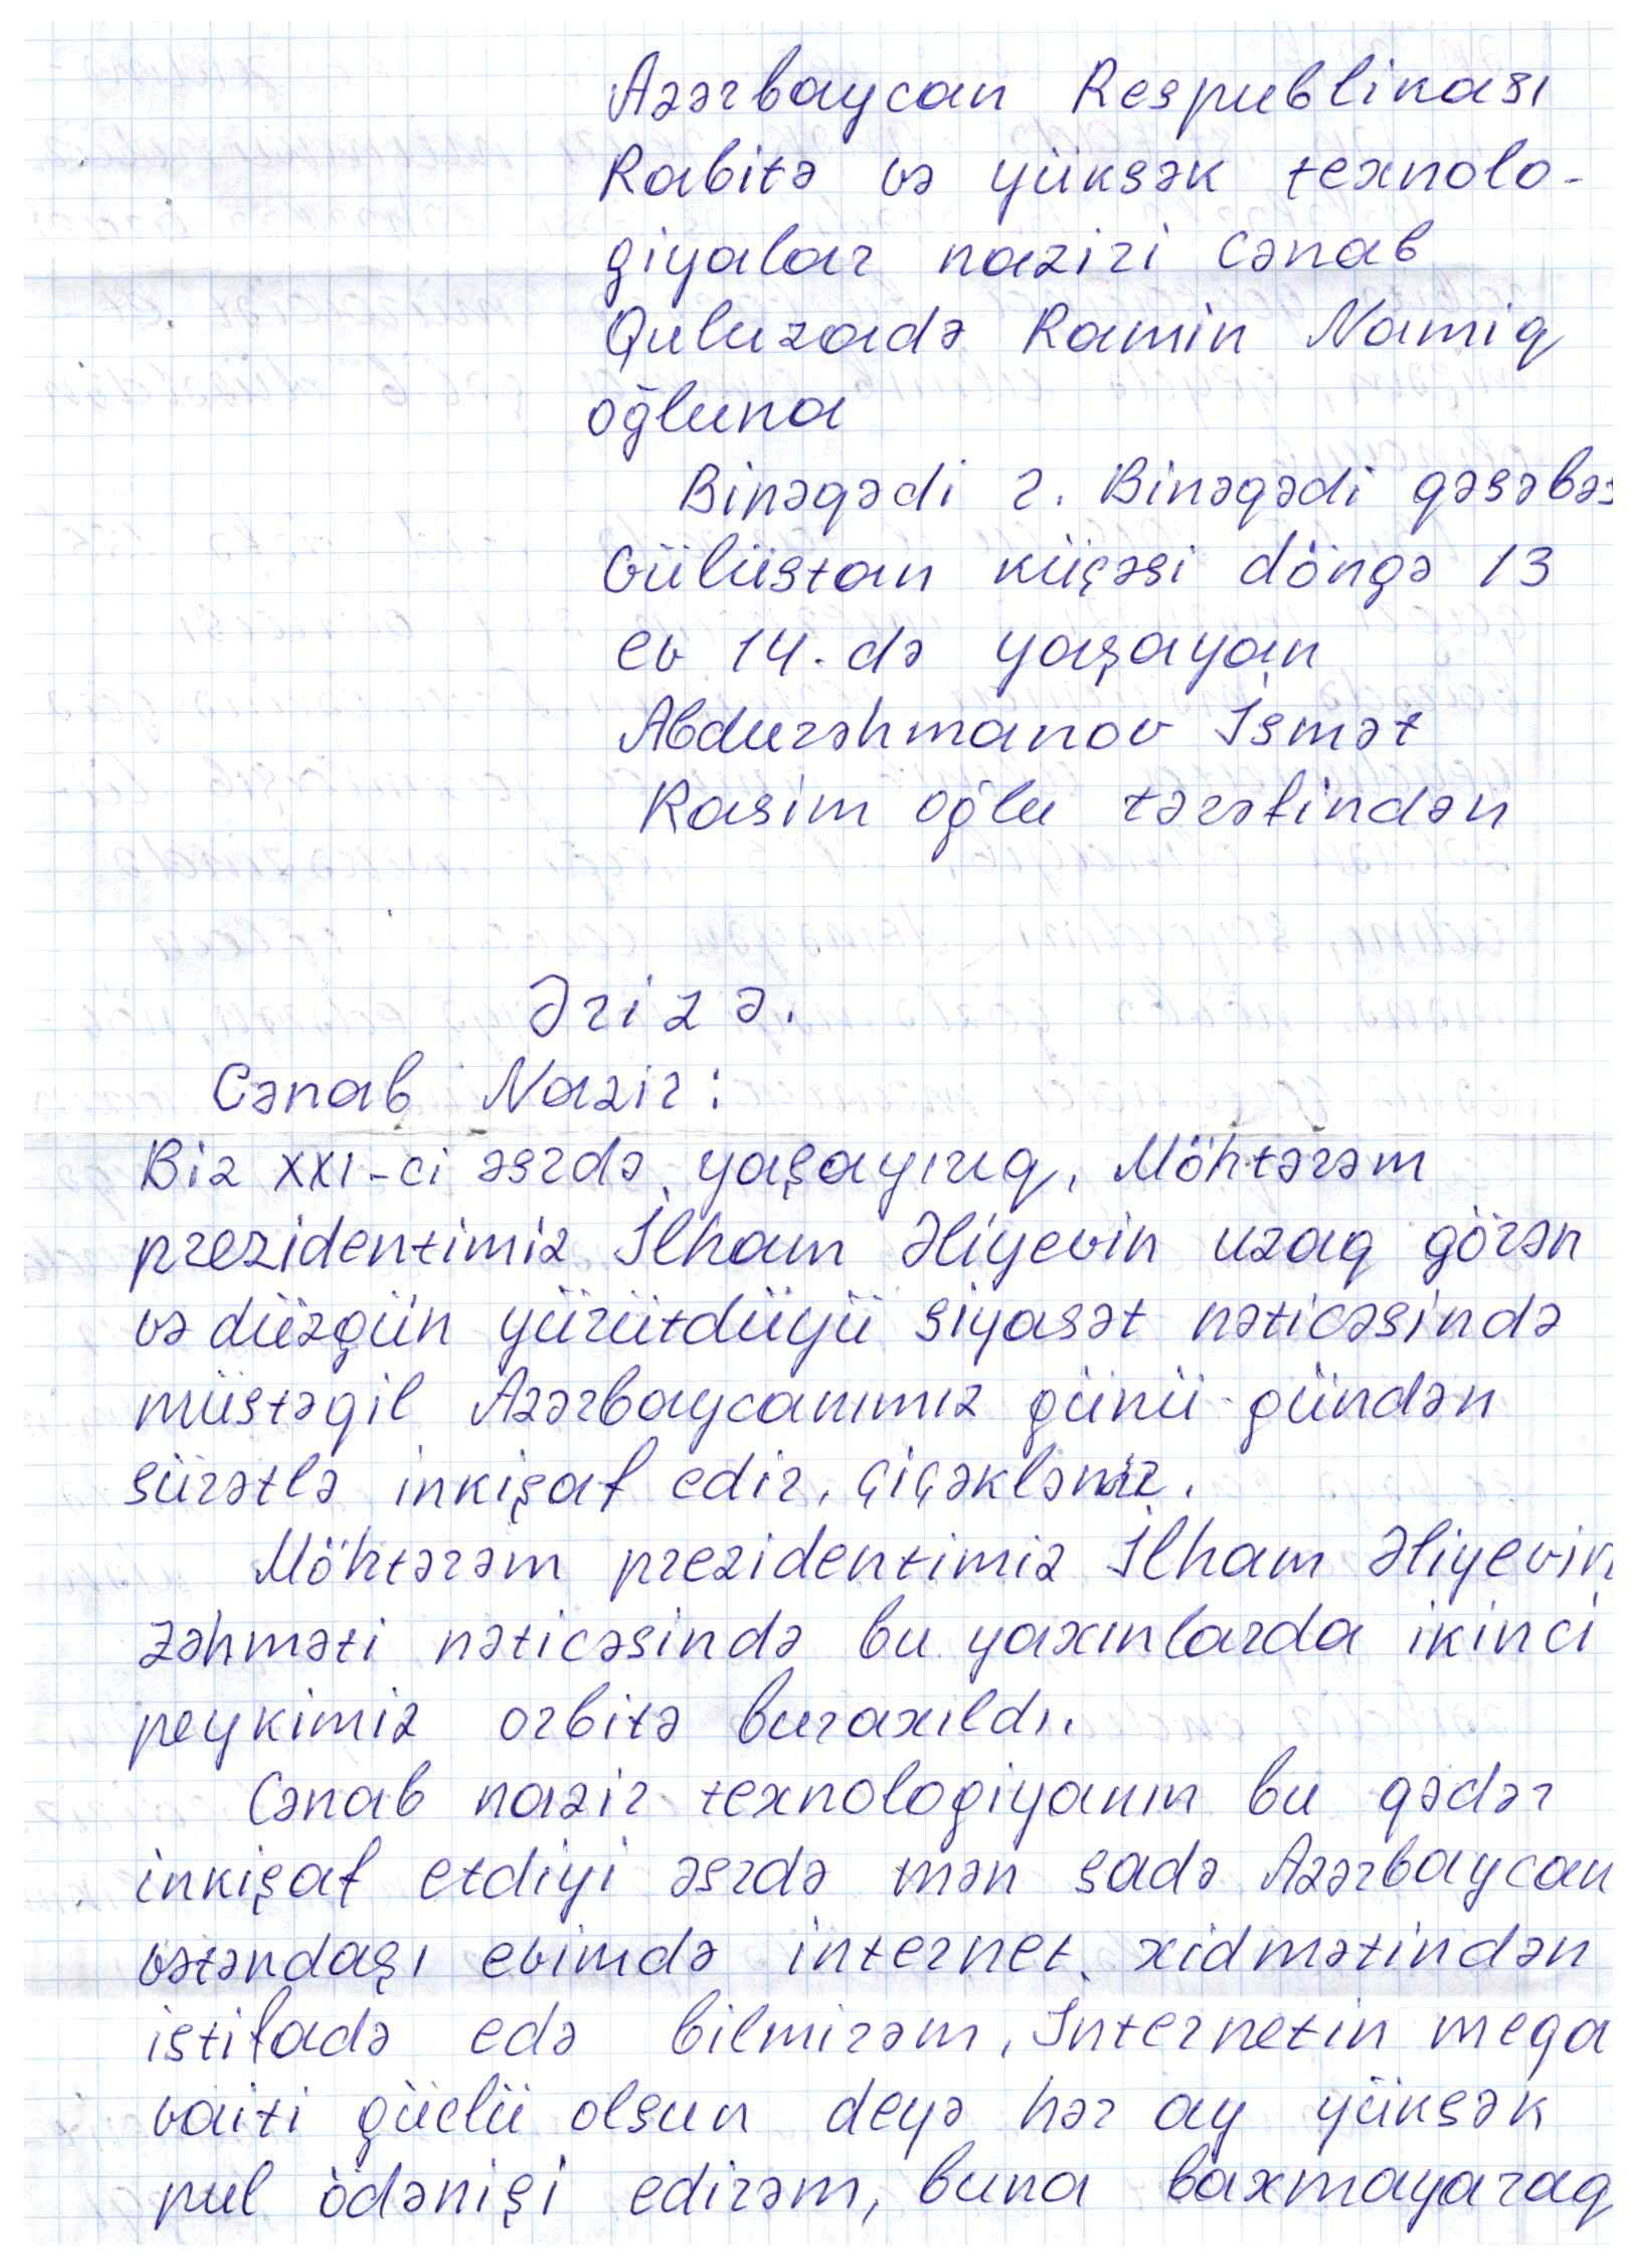 Azərbaycan Respublikası
Rabitə və yüksək texnolo-
giyalar naziri cənab
Quluzadə Ramin Namiq
oğluna
Binəqədi r. Binəqədi qəsəbəs
Gülüstan küçəsi döngə 13
ev 14.də yaşayan
Abdurəhmanov İsmət
Rasim oğlu tərəfindən
Ərizə.
Cənab Nazir:
Biz XXI-ci əsrdə yaşayırıq, Möhtərəm
prezidentimiz İlham Əliyevin uzaq görən
və düzgün yürütdüyü siyasət nəticəsində
müstəqil Azərbaycanımız günü-gündən
sürətlə inkişaf edir, çiçəklənir.
Möhtərəm prezidentimiz İlham Əliyevin
zəhməti nəticəsində bu yaxınlarda ikinci
peykimiz orbitə buraxıldı.
Cənab nazir texnologiyanın bu qədər
inkişaf etdiyi əsrdə mən sadə Azərbaycan
vətəndaşı evimdə internet xidmətindən
istifadə edə bilmirəm, İnternetin mega
vaiti güclü olsun deyə hər ay yüksək
pul ödənişi edirəm, buna baxmayaraq